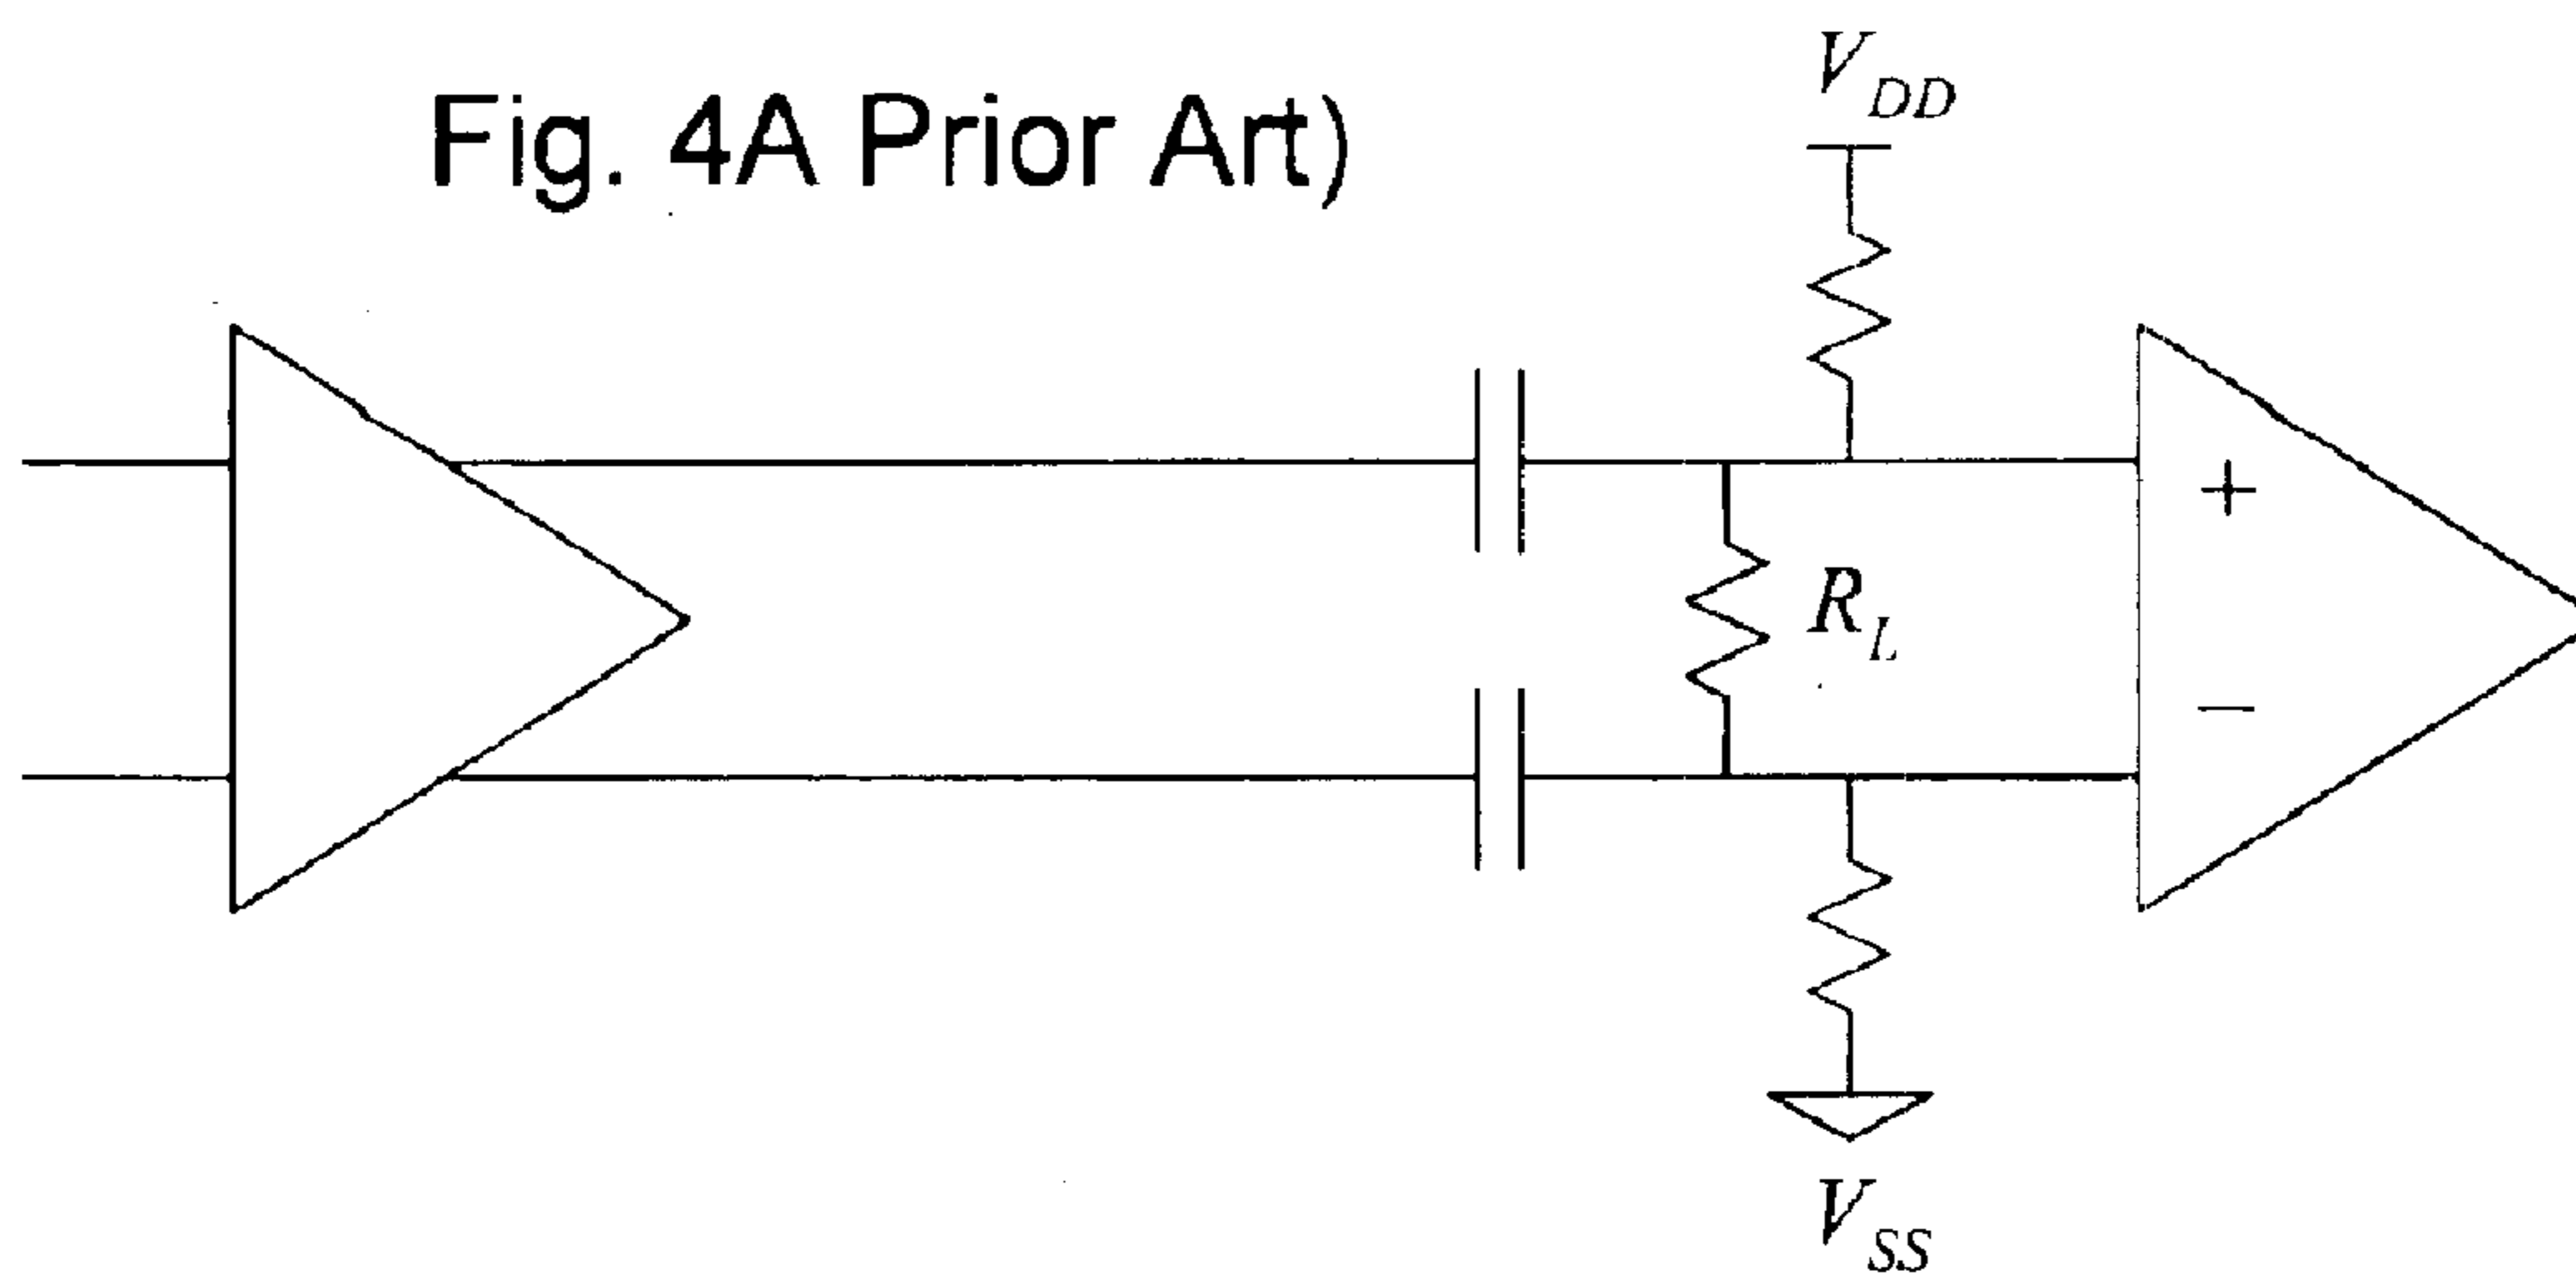 Fig. 4A Prior Art)
V_DD
+
R_L
−
V_SS